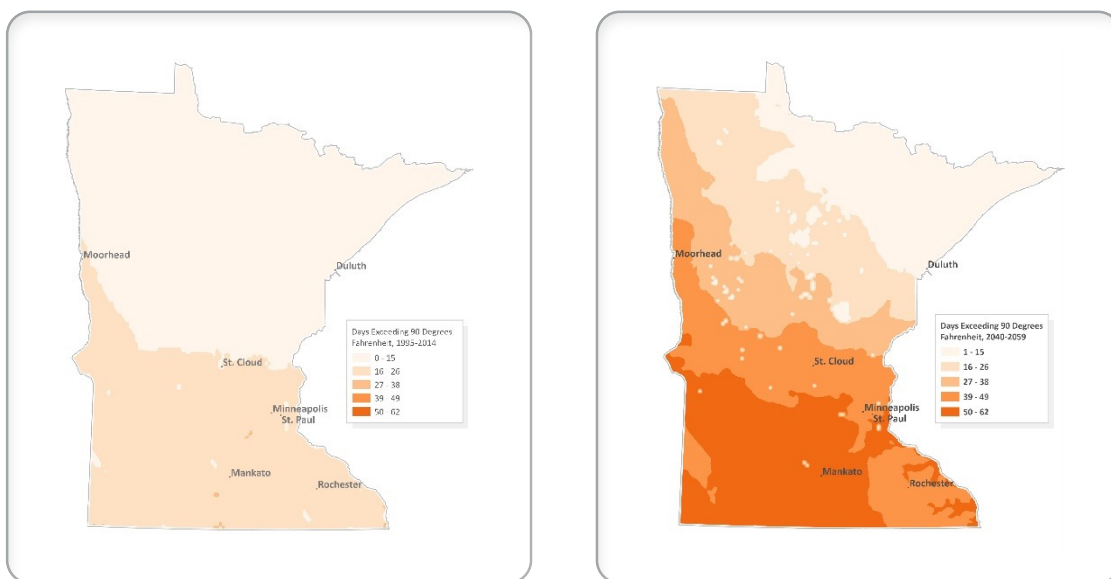 Moorhead
Duluth
Days Exceeding 90 Degrees
Fahrenheit, 1995-2014
0 - 15
16 - 26
27 - 38
39 - 49
50 - 62
St. Cloud
Minneapolis
St. Paul
Mankato
Rochester
Moorhead
Duluth
Days Exceeding 90 Degrees
Fahrenheit, 2040-2059
1 - 15
16 - 26
27 - 38
39 - 49
50 - 62
St. Cloud
Minneapolis
St. Paul
Mankato
Rochester